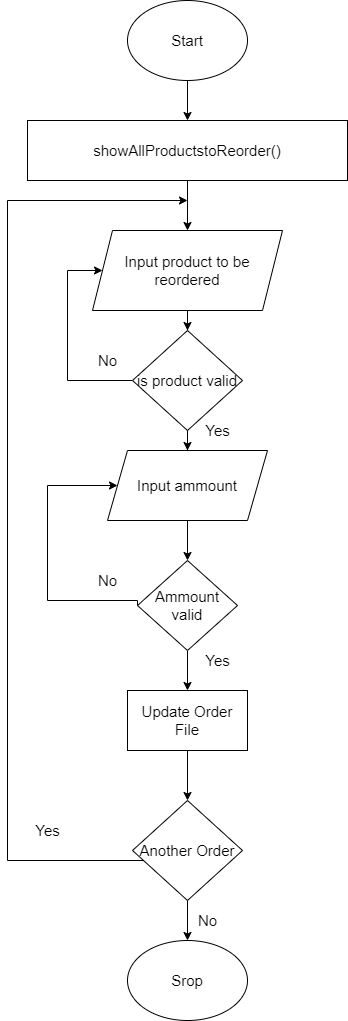 Start
showAllProductstoReorder()
Input product to be
reordered
No
is product valid
Yes
Input ammount
No
Ammount
valid
Yes
Update Order
File
Yes
Another Order
No
Srop